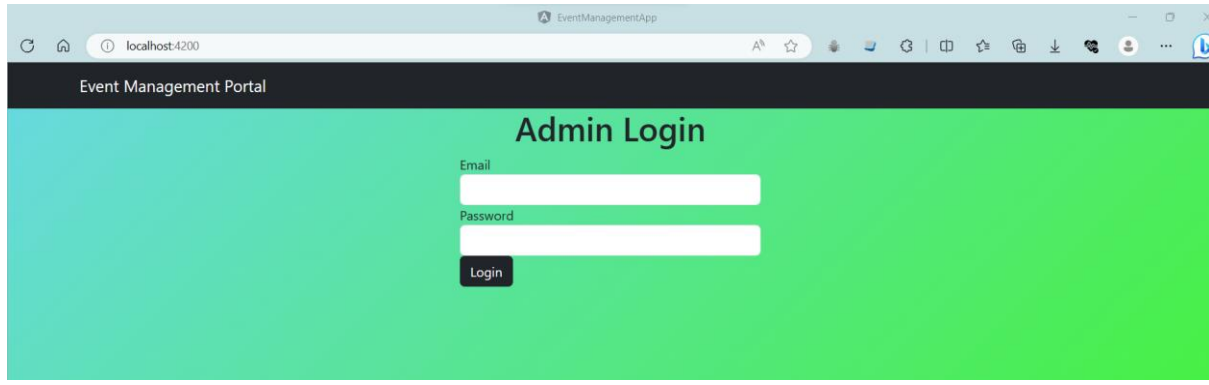 EventManagementApp
localhost:4200
Event Management Portal
Admin Login
Email
Password
Login